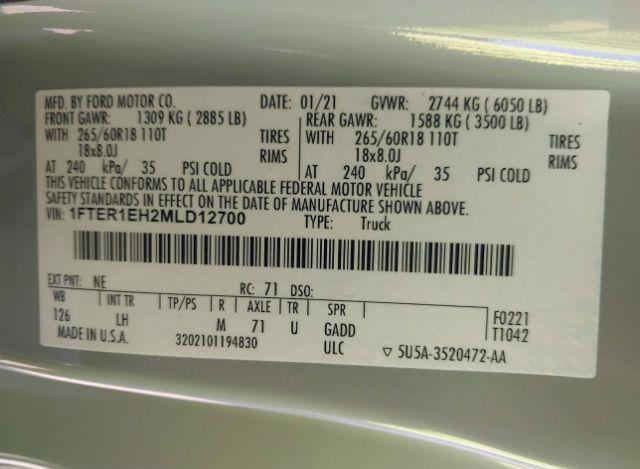 MFD. BY FORD MOTOR CO. DATE: 01/21 GVWR: 2744 KG ( 6050 LB)
FRONT GAWR: 1309 KG ( 2885 LB) REAR GAWR: 1588 KG ( 3500 LB)
WITH 265/60R18 110T TIRES WITH 265/60R18 110T TIRES
18x8.0J RIMS 18x8.0J RIMS
AT 240 kPa/ 35 PSI COLD AT 240 kPa/ 35 PSI COLD
THIS VEHICLE CONFORMS TO ALL APPLICABLE FEDERAL MOTOR VEHICLE
SAFETY STANDARDS IN EFFECT ON THE DATE OF MANUFACTURE SHOWN ABOVE.
VIN: 1FTER1EH2MLD12700 TYPE: Truck
EXT PNT: NE RC: 71 DSO:
WB INT TR TP/PS R AXLE TR SPR F0221
126 LH M 71 U GADD T1042
MADE IN U.S.A. 3202101194830 ULC ▽ 5U5A-3520472-AA